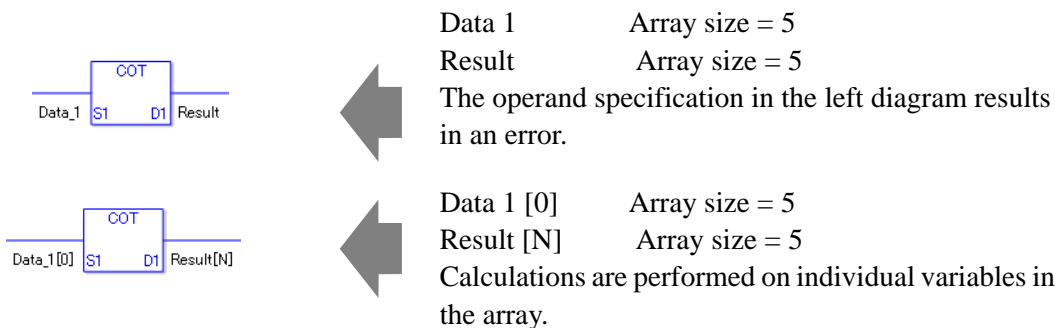 Data 1 Array size = 5
Result Array size = 5
The operand specification in the left diagram results
in an error.
COT
Data_1 S1 D1 Result
Data 1 [0] Array size = 5
Result [N] Array size = 5
Calculations are performed on individual variables in
the array.
COT
Data_1[0] S1 D1 Result[N]